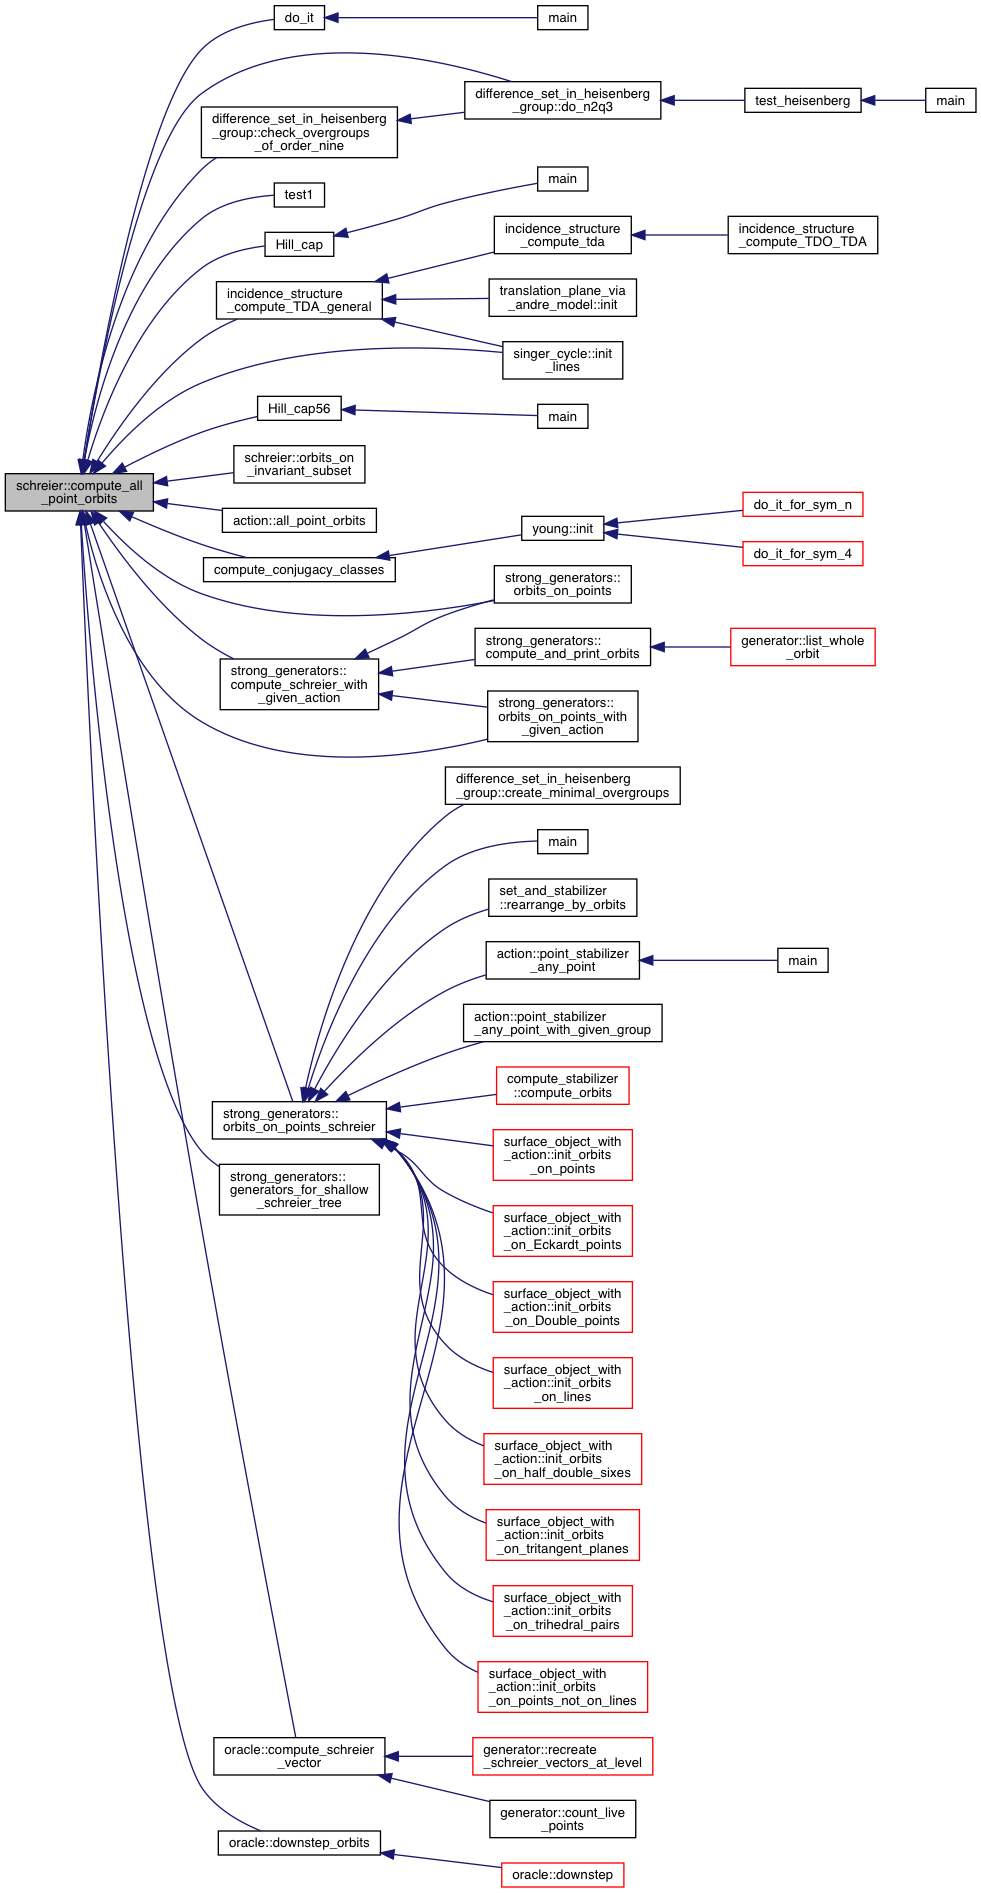 do_it
main
difference_set_in_heisenberg
_group::do_n2q3
test_heisenberg
main
difference_set_in_heisenberg
_group::check_overgroups
_of_order_nine
main
test1
Hill_cap
incidence_structure
_compute_tda
incidence_structure
_compute_TDO_TDA
incidence_structure
_compute_TDA_general
translation_plane_via
_andre_model::init
singer_cycle::init
_lines
Hill_cap56
main
schreier::orbits_on
_invariant_subset
schreier::compute_all
_point_orbits
action::all_point_orbits
young::init
do_it_for_sym_n
do_it_for_sym_4
compute_conjugacy_classes
strong_generators::
orbits_on_points
strong_generators::
compute_and_print_orbits
generator::list_whole
_orbit
strong_generators::
compute_schreier_with
_given_action
strong_generators::
orbits_on_points_with
_given_action
difference_set_in_heisenberg
_group::create_minimal_overgroups
main
set_and_stabilizer
::rearrange_by_orbits
action::point_stabilizer
_any_point
main
action::point_stabilizer
_any_point_with_given_group
compute_stabilizer
::compute_orbits
strong_generators::
orbits_on_points_schreier
surface_object_with
_action::init_orbits
_on_points
strong_generators::
generators_for_shallow
_schreier_tree
surface_object_with
_action::init_orbits
_on_Eckardt_points
surface_object_with
_action::init_orbits
_on_Double_points
surface_object_with
_action::init_orbits
_on_lines
surface_object_with
_action::init_orbits
_on_half_double_sixes
surface_object_with
_action::init_orbits
_on_tritangent_planes
surface_object_with
_action::init_orbits
_on_trihedral_pairs
surface_object_with
_action::init_orbits
_on_points_not_on_lines
oracle::compute_schreier
_vector
generator::recreate
_schreier_vectors_at_level
generator::count_live
_points
oracle::downstep_orbits
oracle::downstep